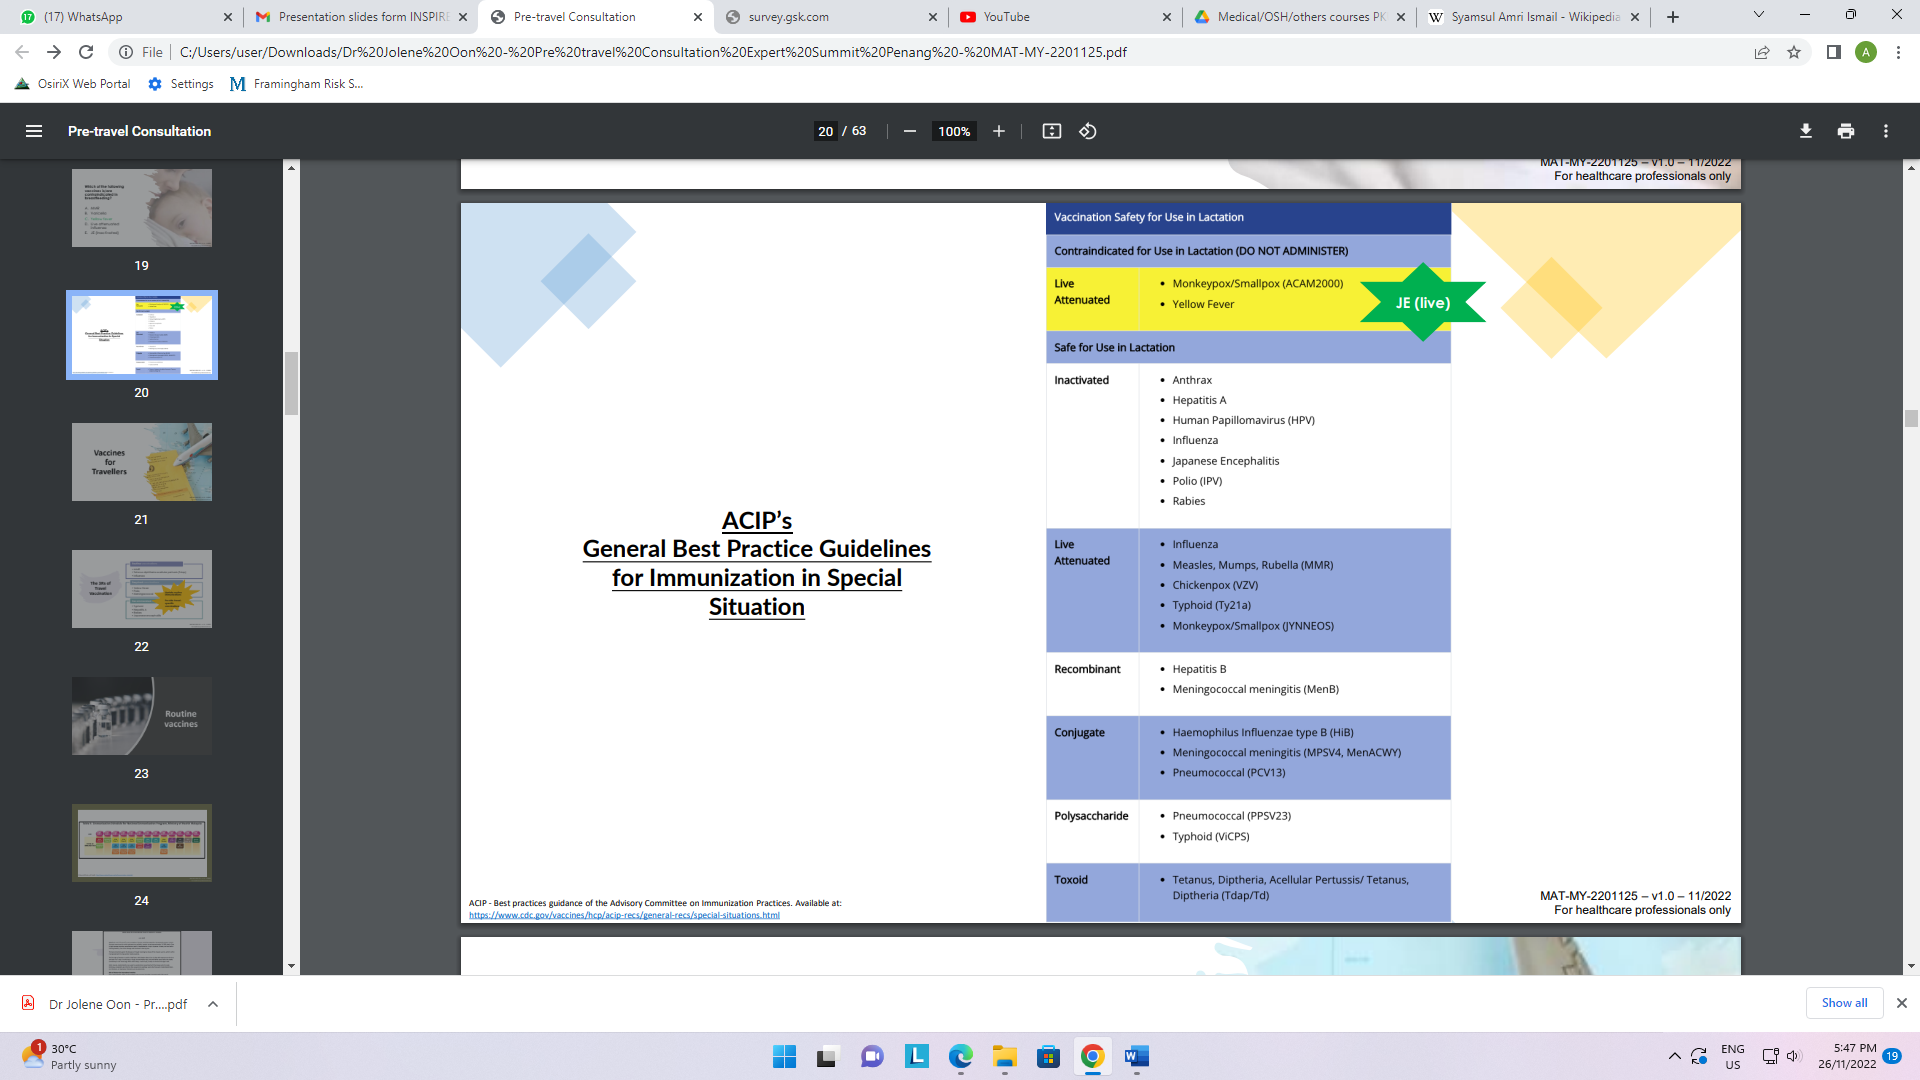 (17) WhatsApp
Presentation slides form INSPIRE
Pre-travel Consultation
survey.gsk.com
YouTube
Medical/OSH/others courses PK
Syamsul Amri Ismail - Wikipedia
File
C:/Users/user/Downloads/Dr%20Jolene%20Oon%20-%20Pre%20travel%20Consultation%20Expert%20Summit%20Penang%20-%20MAT-MY-2201125.pdf
A
OsiriX Web Portal
Settings
Framingham Risk S...
Pre-travel Consultation
20 / 63
100%
19
20
Vaccines
for
Travellers
21
22
Routine
vaccines
23
24
MAT-MY-2201125 – v1.0 – 11/2022
For healthcare professionals only
ACIP’s
General Best Practice Guidelines
for Immunization in Special
Situation
Vaccination Safety for Use in Lactation
Contraindicated for Use in Lactation (DO NOT ADMINISTER)
Live
Attenuated
• Monkeypox/Smallpox (ACAM2000)
• Yellow Fever
JE (live)
Safe for Use in Lactation
Inactivated
• Anthrax
• Hepatitis A
• Human Papillomavirus (HPV)
• Influenza
• Japanese Encephalitis
• Polio (IPV)
• Rabies
Live
Attenuated
• Influenza
• Measles, Mumps, Rubella (MMR)
• Chickenpox (VZV)
• Typhoid (Ty21a)
• Monkeypox/Smallpox (JYNNEOS)
Recombinant
• Hepatitis B
• Meningococcal meningitis (MenB)
Conjugate
• Haemophilus Influenzae type B (HiB)
• Meningococcal meningitis (MPSV4, MenACWY)
• Pneumococcal (PCV13)
Polysaccharide
• Pneumococcal (PPSV23)
• Typhoid (ViCPS)
Toxoid
• Tetanus, Diptheria, Acellular Pertussis/ Tetanus,
Diptheria (Tdap/Td)
ACIP - Best practices guidance of the Advisory Committee on Immunization Practices. Available at:
https://www.cdc.gov/vaccines/hcp/acip-recs/general-recs/special-situations.html
MAT-MY-2201125 – v1.0 – 11/2022
For healthcare professionals only
Dr Jolene Oon - Pr....pdf
Show all
1
30°C
Partly sunny
ENG
US
5:47 PM
26/11/2022
19